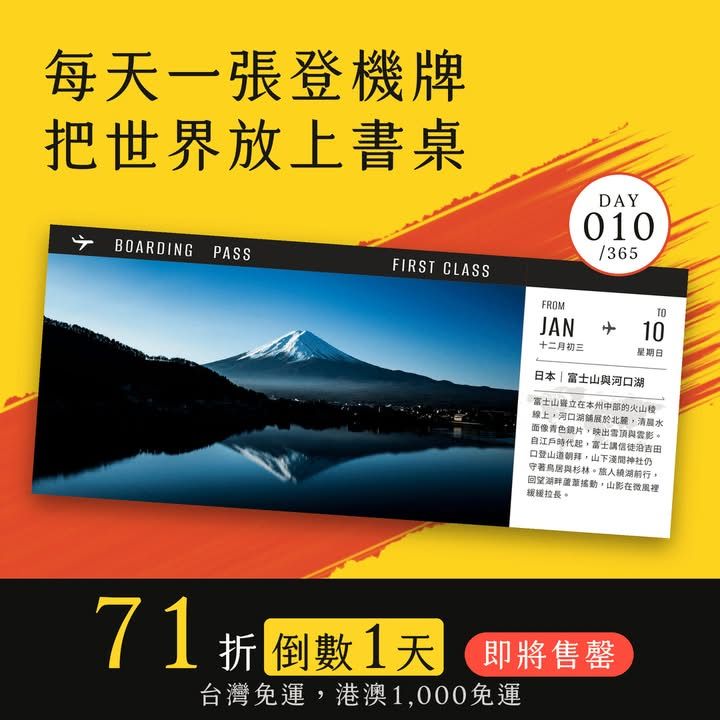 每天一張登機牌
把世界放上書桌
DAY
010
/365
BOARDING PASS
FIRST CLASS
FROM
TO
JAN
10
十二月初三
星期日
日本｜富士山與河口湖
富士山聳立在本州中部的火山稜
線上，河口湖鋪展於北麓，清晨水
面像青色鏡片，映出雪頂與雲影。
自江戶時代起，富士講信徒沿吉田
口登山道朝拜，山下淺間神社仍
守著鳥居與杉林。旅人繞湖前行，
回望湖畔蘆葦搖動，山影在微風裡
緩緩拉長。
71折 倒數1天 即將售罄
台灣免運，港澳1,000免運